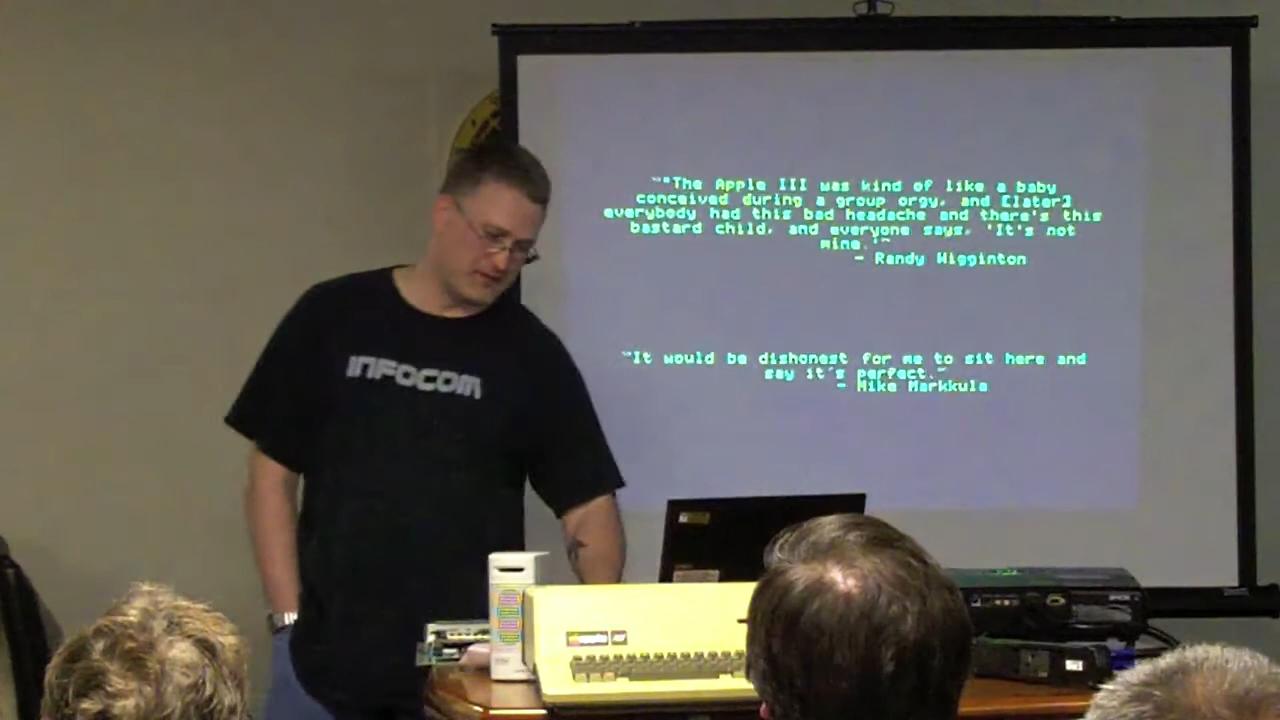 "The Apple III was kind of like a baby
conceived during a group orgy, and [later]
everybody had this bad headache and there's this
bastard child, and everyone says, 'It's not
mine.'"
- Randy Wigginton
"It would be dishonest for me to sit here and
say it's perfect."
- Mike Markkula
INFOCOM